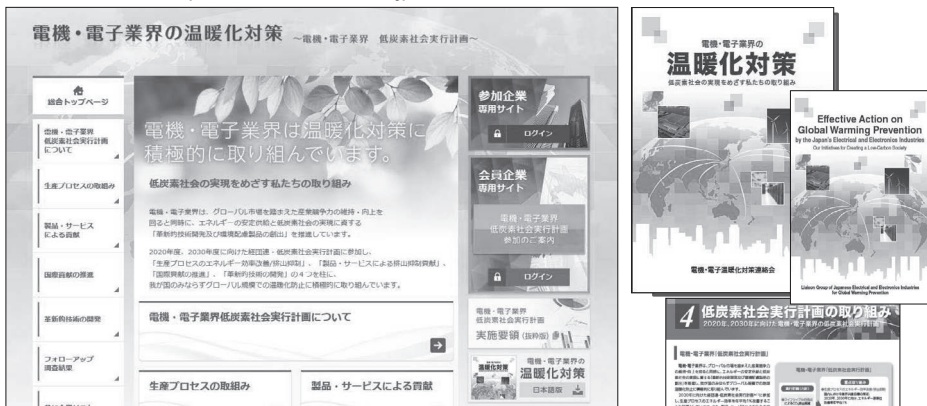 電機・電子業界の温暖化対策 ～電機・電子業界 低炭素社会実行計画～
総合トップページ
電機・電子業界
低炭素社会実行計画
について
生産プロセスの取組み
製品・サービス
による貢献
国際貢献の推進
革新的技術の開発
フォローアップ
調査結果
電機・電子業界は温暖化対策に
積極的に取り組んでいます。
低炭素社会の実現をめざす私たちの取り組み
電機・電子業界は、グローバル市場を踏まえた産業競争力の維持・向上を
図ると同時に、エネルギーの安定供給と低炭素社会の実現に資する
「革新的技術開発及び環境配慮製品の創出」を推進しています。
2020年度、2030年度に向けた経団連・低炭素社会実行計画に参加し、
「生産プロセスのエネルギー効率改善/排出抑制」、「製品・サービスによる排出抑制貢献」、
「国際貢献の推進」、「革新的技術の開発」の4つを柱に、
我が国のみならずグローバル規模での温暖化防止に積極的に取り組んでいます。
電機・電子業界低炭素社会実行計画について
生産プロセスの取組み
製品・サービスによる貢献
参加企業
専用サイト
ログイン
会員企業
専用サイト
電機・電子業界
低炭素社会実行計画
参加のご案内
ログイン
電機・電子業界
低炭素社会実行計画
実施要領(抜粋版)
電機・電子業界の
温暖化対策
日本語版
電機・電子業界の
温暖化対策
低炭素社会の実現をめざす私たちの取り組み
電機・電子温暖化対策連絡会
Effective Action on
Global Warming Prevention
by the Japan's Electrical and Electronics Industries
Our Initiatives for Creating a Low-Carbon Society
Liaison Group of Japanese Electrical and Electronics Industries
for Global Warming Prevention
4 低炭素社会実行計画の取り組み
2020年、2030年に向けた電機・電子業界の低炭素社会実行計画
電機・電子業界「低炭素社会実行計画」